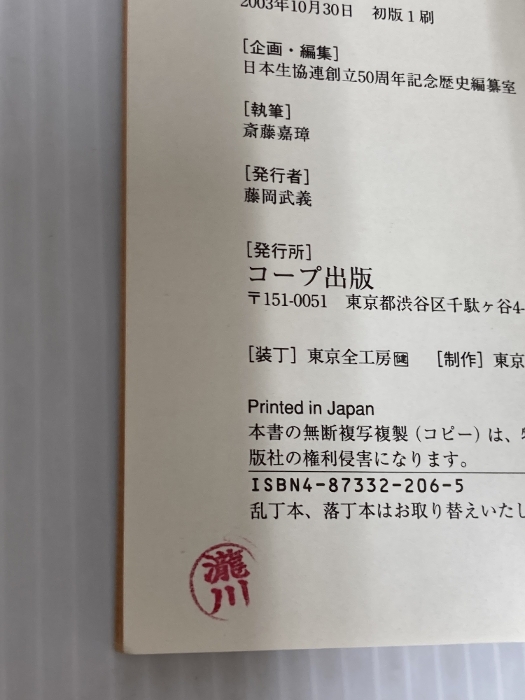 2003年10月30日　初版1刷
[企画・編集]
日本生協連創立50周年記念歴史編纂室
[執筆]
斎藤嘉璋
[発行者]
藤岡武義
[発行所]
コープ出版
〒151-0051　東京都渋谷区千駄ヶ谷4-
[装丁] 東京全工房　[制作] 東京
Printed in Japan
本書の無断複写複製（コピー）は、
版社の権利侵害になります。
ISBN4-87332-206-5
乱丁本、落丁本はお取り替えいたし
瀧川